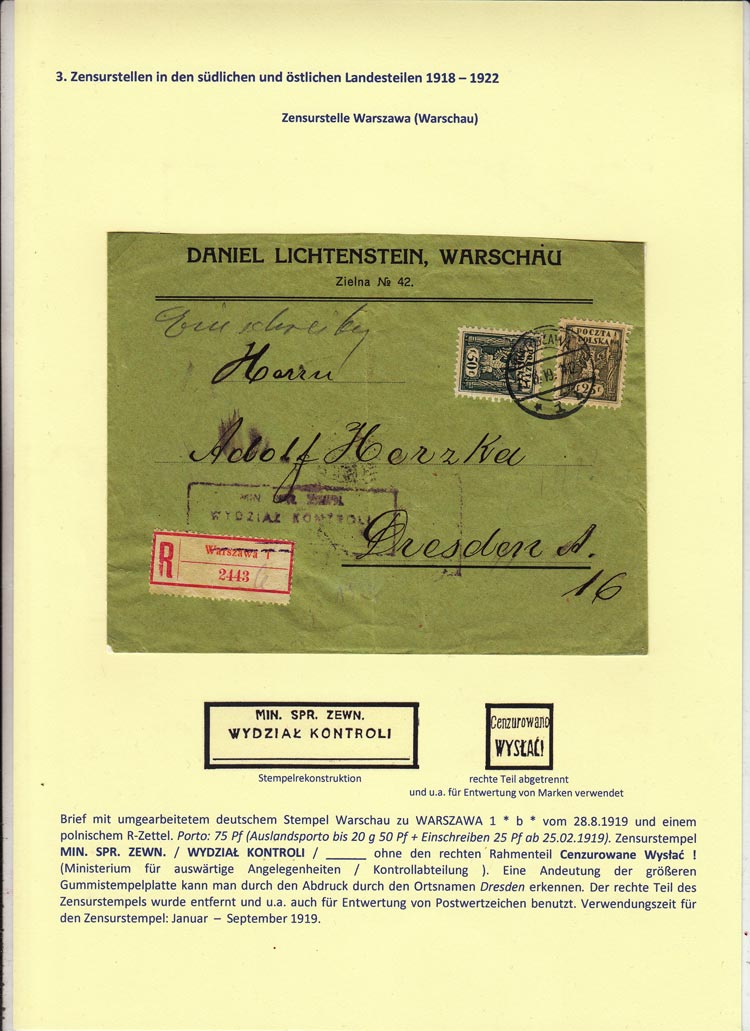 3. Zensurstellen in den südlichen und östlichen Landesteilen 1918 – 1922
Zensurstelle Warszawa (Warschau)
DANIEL LICHTENSTEIN, WARSCHAU
Zielna № 42.
Einschreiben
POCZTA
POLSKA
50
25
Herrn
Adolf Herzka
MIN. SPR. ZEWN.
WYDZIAŁ KONTROLI
R
Warszawa 1
2443
Dresden A.
16
MIN. SPR. ZEWN.
WYDZIAŁ KONTROLI
Cenzurowano
WYSŁAĆ!
Stempelrekonstruktion
rechte Teil abgetrennt
und u.a. für Entwertung von Marken verwendet
Brief mit umgearbeitetem deutschem Stempel Warschau zu WARSZAWA 1 * b * vom 28.8.1919 und einem
polnischem R-Zettel. Porto: 75 Pf (Auslandsporto bis 20 g 50 Pf + Einschreiben 25 Pf ab 25.02.1919). Zensurstempel
MIN. SPR. ZEWN. / WYDZIAŁ KONTROLI / ______ ohne den rechten Rahmenteil Cenzurowane Wysłać !
(Ministerium für auswärtige Angelegenheiten / Kontrollabteilung ). Eine Andeutung der größeren
Gummistempelplatte kann man durch den Abdruck durch den Ortsnamen Dresden erkennen. Der rechte Teil des
Zensurstempels wurde entfernt und u.a. auch für Entwertung von Postwertzeichen benutzt. Verwendungszeit für
den Zensurstempel: Januar – September 1919.